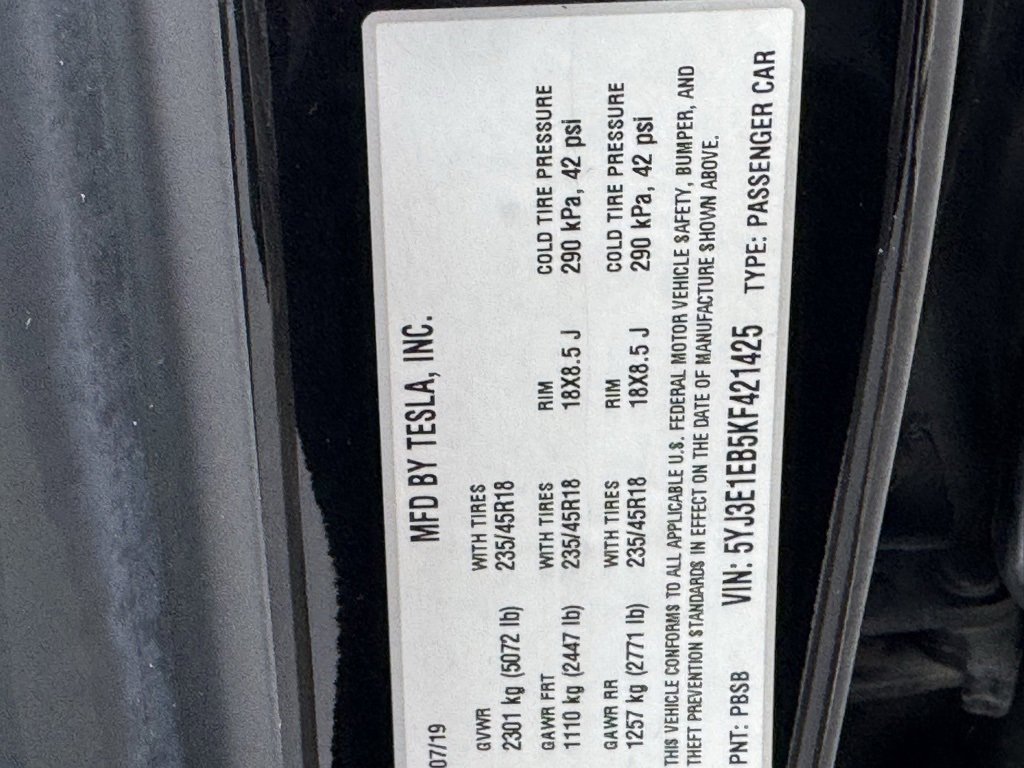 MFD BY TESLA, INC.
07/19
GVWR WITH TIRES
2301 kg (5072 lb) 235/45R18
GAWR FRT WITH TIRES RIM COLD TIRE PRESSURE
1110 kg (2447 lb) 235/45R18 18X8.5 J 290 kPa, 42 psi
GAWR RR WITH TIRES RIM COLD TIRE PRESSURE
1257 kg (2771 lb) 235/45R18 18X8.5 J 290 kPa, 42 psi
THIS VEHICLE CONFORMS TO ALL APPLICABLE U.S. FEDERAL MOTOR VEHICLE SAFETY, BUMPER, AND
THEFT PREVENTION STANDARDS IN EFFECT ON THE DATE OF MANUFACTURE SHOWN ABOVE.
PNT: PBSB VIN: 5YJ3E1EB5KF421425 TYPE: PASSENGER CAR